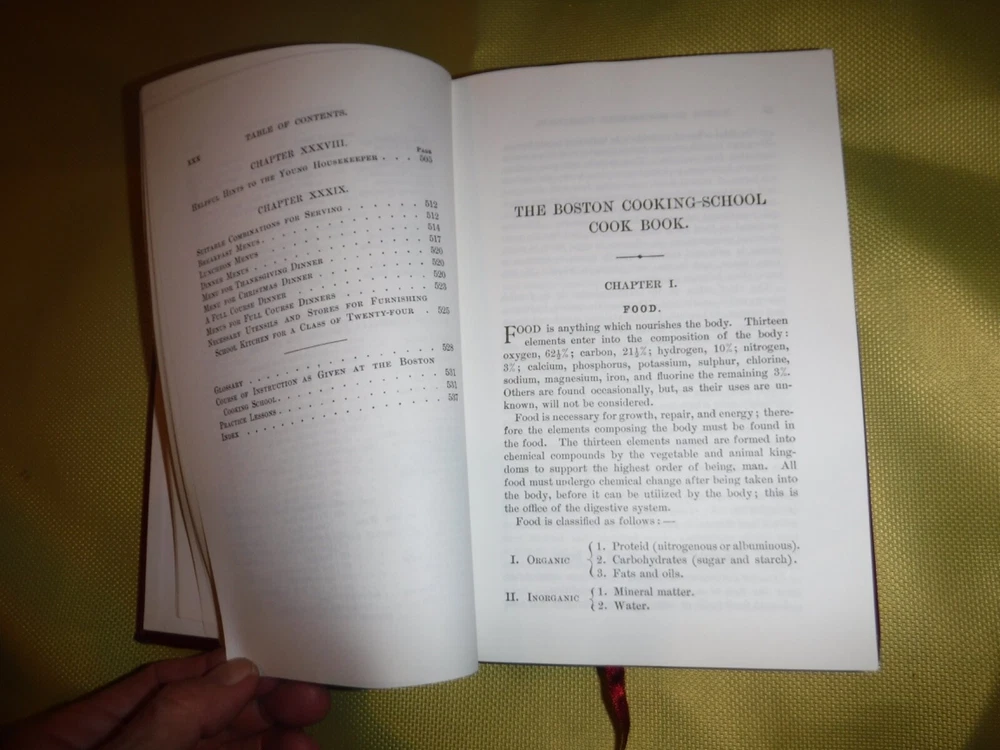 xxx TABLE OF CONTENTS.
CHAPTER XXXVIII.
PAGE
HELPFUL HINTS TO THE YOUNG HOUSEKEEPER . . . 505
CHAPTER XXXIX.
SUITABLE COMBINATIONS FOR SERVING . . . . . . 512
BREAKFAST MENUS . . . . . . . . . . . 512
LUNCHEON MENUS . . . . . . . . . . . 514
DINNER MENUS . . . . . . . . . . . . 517
MENU FOR THANKSGIVING DINNER . . . . . . . 520
MENU FOR CHRISTMAS DINNER . . . . . . . . 520
A FULL COURSE DINNER . . . . . . . . . . 520
MENUS FOR FULL COURSE DINNERS . . . . . . . 523
NECESSARY UTENSILS AND STORES FOR FURNISHING
SCHOOL KITCHEN FOR A CLASS OF TWENTY-FOUR . 525
GLOSSARY . . . . . . . . . . . . . . 528
COURSE OF INSTRUCTION AS GIVEN AT THE BOSTON
COOKING SCHOOL . . . . . . . . . . . . 531
PRACTICE LESSONS . . . . . . . . . . . 531
INDEX . . . . . . . . . . . . . . . 537
THE BOSTON COOKING-SCHOOL
COOK BOOK.
CHAPTER I.
FOOD.
FOOD is anything which nourishes the body. Thirteen
elements enter into the composition of the body:
oxygen, 62½%; carbon, 21½%; hydrogen, 10%; nitrogen,
3%; calcium, phosphorus, potassium, sulphur, chlorine,
sodium, magnesium, iron, and fluorine the remaining 3%.
Others are found occasionally, but, as their uses are un-
known, will not be considered.
Food is necessary for growth, repair, and energy; there-
fore the elements composing the body must be found in
the food. The thirteen elements named are formed into
chemical compounds by the vegetable and animal king-
doms to support the highest order of being, man. All
food must undergo chemical change after being taken into
the body, before it can be utilized by the body; this is
the office of the digestive system.
Food is classified as follows:—
1. Proteid (nitrogenous or albuminous).
I. ORGANIC 2. Carbohydrates (sugar and starch).
3. Fats and oils.
II. INORGANIC 1. Mineral matter.
2. Water.